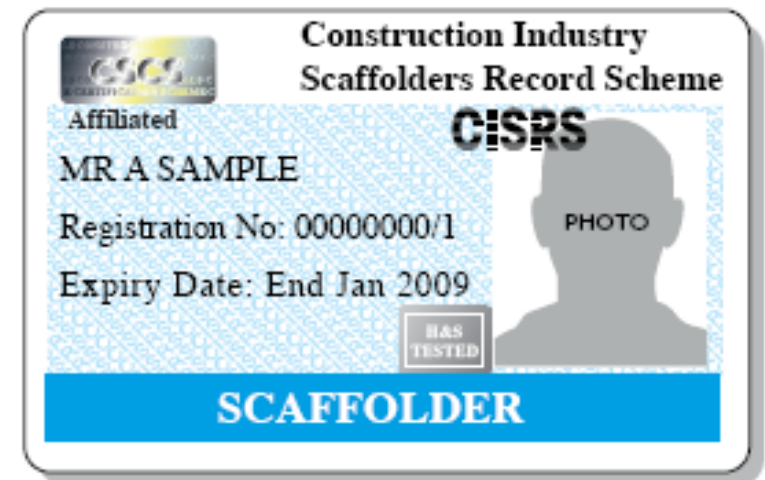 Construction Industry
Scaffolders Record Scheme
CSCS
Affiliated
CISRS
MR A SAMPLE
Registration No: 00000000/1
PHOTO
Expiry Date: End Jan 2009
H&S
TESTED
SCAFFOLDER